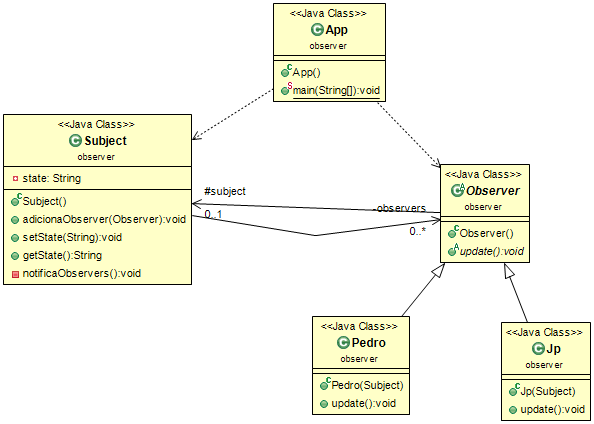 <<Java Class>>
App
observer
App()
main(String[]):void
<<Java Class>>
Subject
observer
state: String
Subject()
adicionaObserver(Observer):void
setState(String):void
getState():String
notificaObservers():void
#subject
0..1
-observers
0..*
<<Java Class>>
Observer
observer
Observer()
update():void
<<Java Class>>
Pedro
observer
Pedro(Subject)
update():void
<<Java Class>>
Jp
observer
Jp(Subject)
update():void